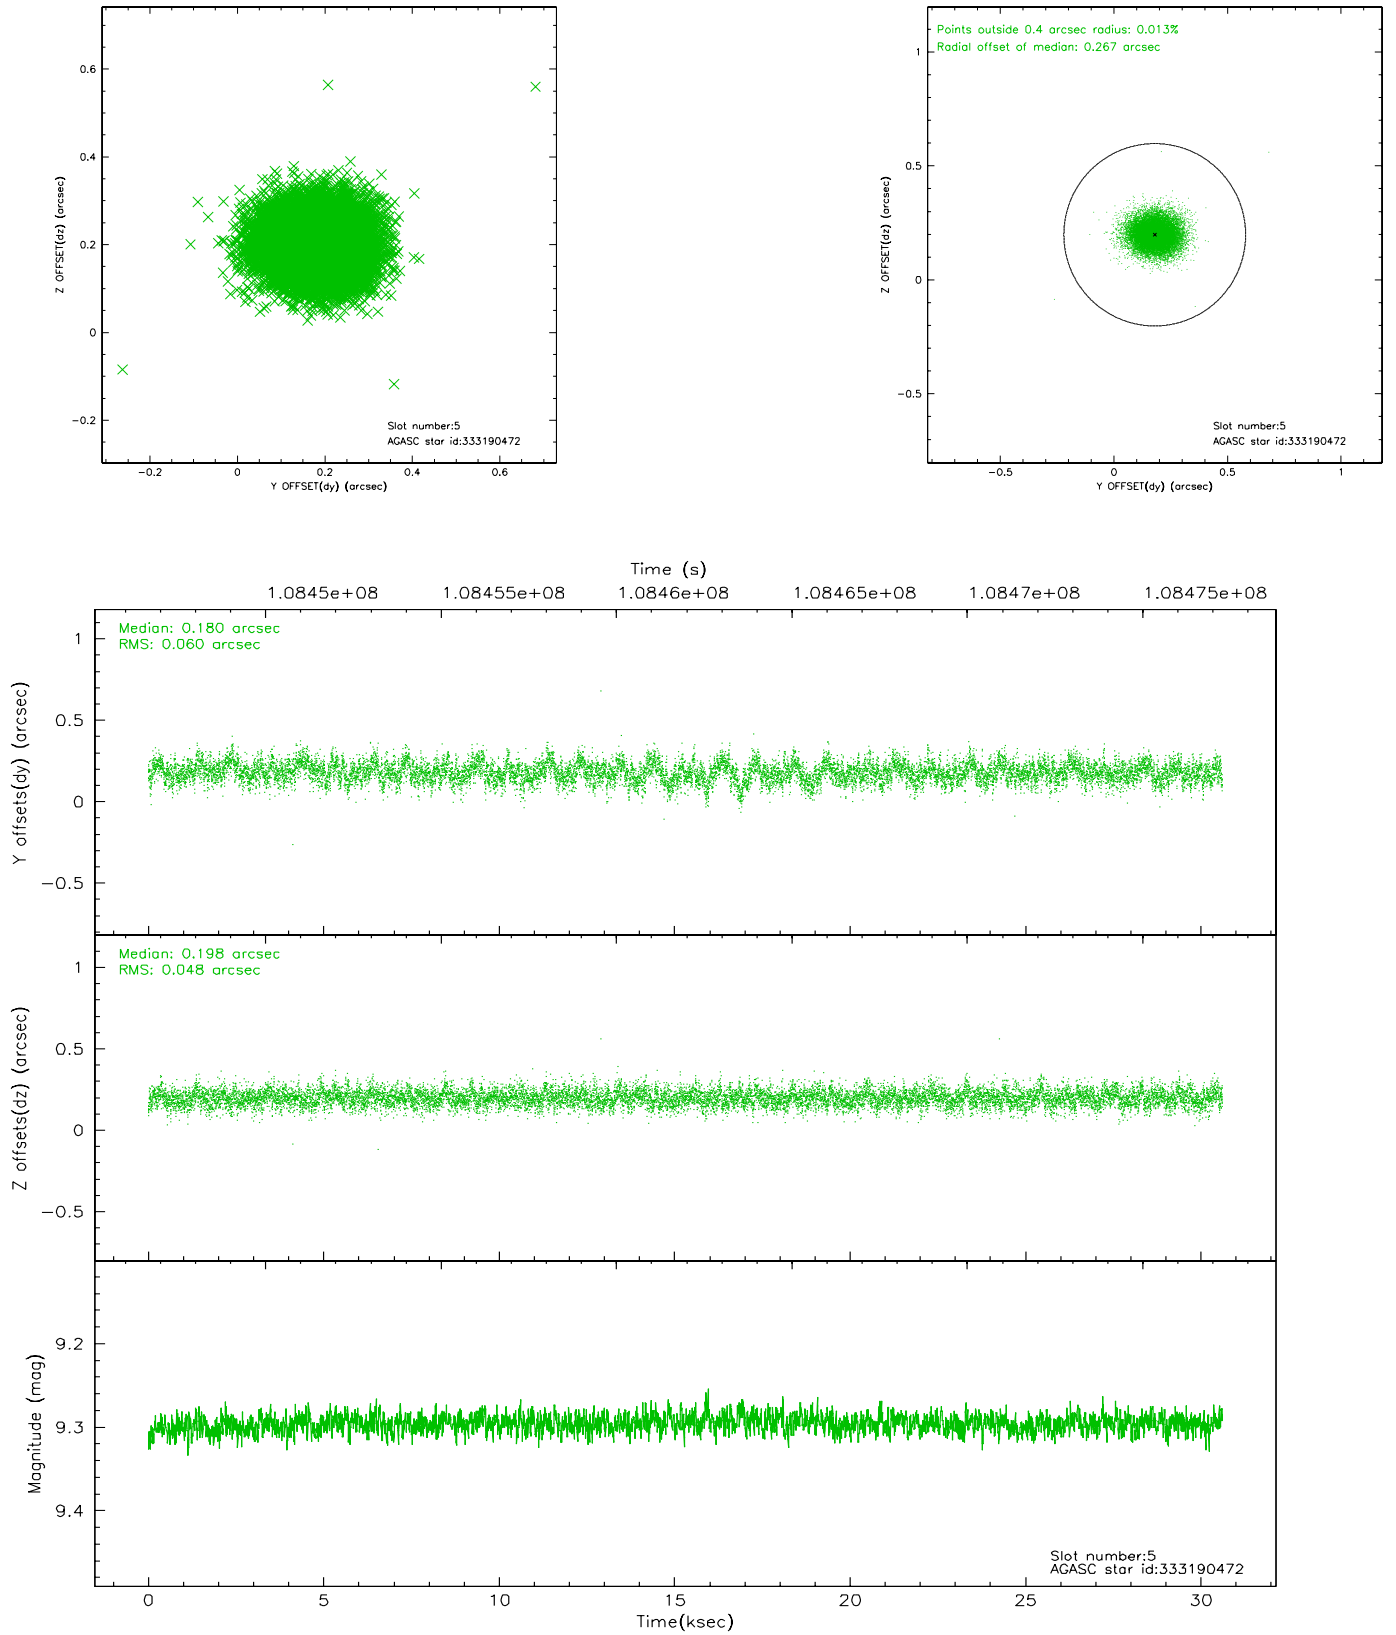 0.6
0.4
0.2
0
−0.2
Z OFFSET(dz) (arcsec)
Slot number:5
AGASC star id:333190472
−0.2 0 0.2 0.4 0.6
Y OFFSET(dy) (arcsec)
Points outside 0.4 arcsec radius: 0.013%
Radial offset of median: 0.267 arcsec
1
0.5
0
−0.5
Z OFFSET(dz) (arcsec)
Slot number:5
AGASC star id:333190472
−0.5 0 0.5 1
Y OFFSET(dy) (arcsec)
Time (s)
1.0845e+08 1.08455e+08 1.0846e+08 1.08465e+08 1.0847e+08 1.08475e+08
Median: 0.180 arcsec
RMS: 0.060 arcsec
1
0.5
0
−0.5
Y offsets(dy) (arcsec)
Median: 0.198 arcsec
RMS: 0.048 arcsec
1
0.5
0
−0.5
Z offsets(dz) (arcsec)
9.2
9.3
9.4
Magnitude (mag)
Slot number:5
AGASC star id:333190472
0 5 10 15 20 25 30
Time(ksec)